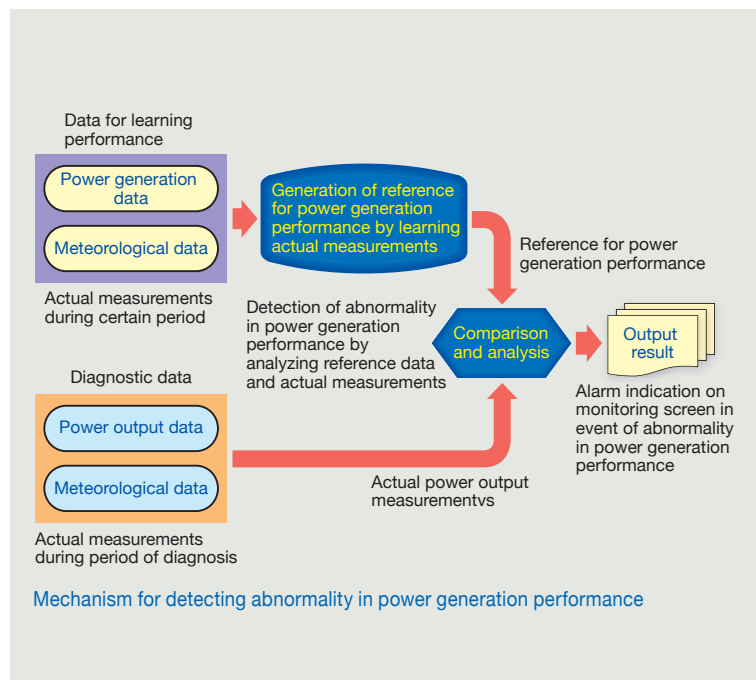 Data for learning
performance
Power generation
data
Meteorological data
Actual measurements
during certain period
Generation of reference
for power generation
performance by learning
actual measurements
Reference for power
generation performance
Detection of abnormality
in power generation
performance by
analyzing reference data
and actual measurements
Comparison
and analysis
Output
result
Alarm indication on
monitoring screen in
event of abnormality
in power generation
performance
Diagnostic data
Power output data
Meteorological data
Actual measurements
during period of diagnosis
Actual power output
measurementvs
Mechanism for detecting abnormality in power generation performance